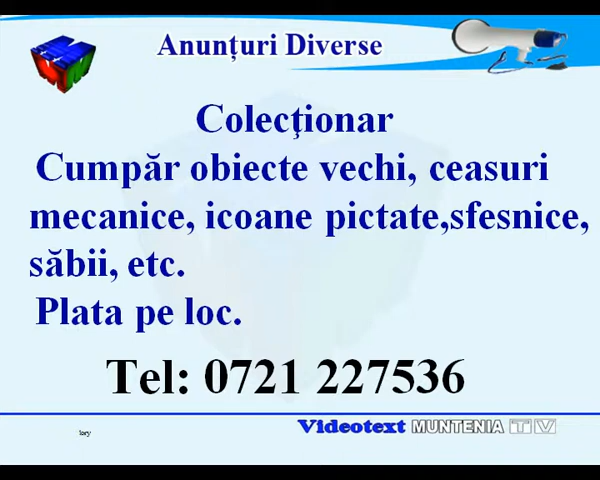 Anunțuri Diverse
Colecţionar
Cumpăr obiecte vechi, ceasuri
mecanice, icoane pictate,sfesnice,
săbii, etc.
Plata pe loc.
Tel: 0721 227536
Videotext MUNTENIA TV
lory